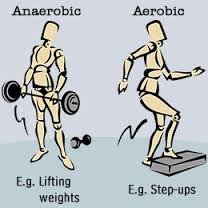 Anaerobic
Aerobic
E.g. Lifting
weights
E.g. Step-ups